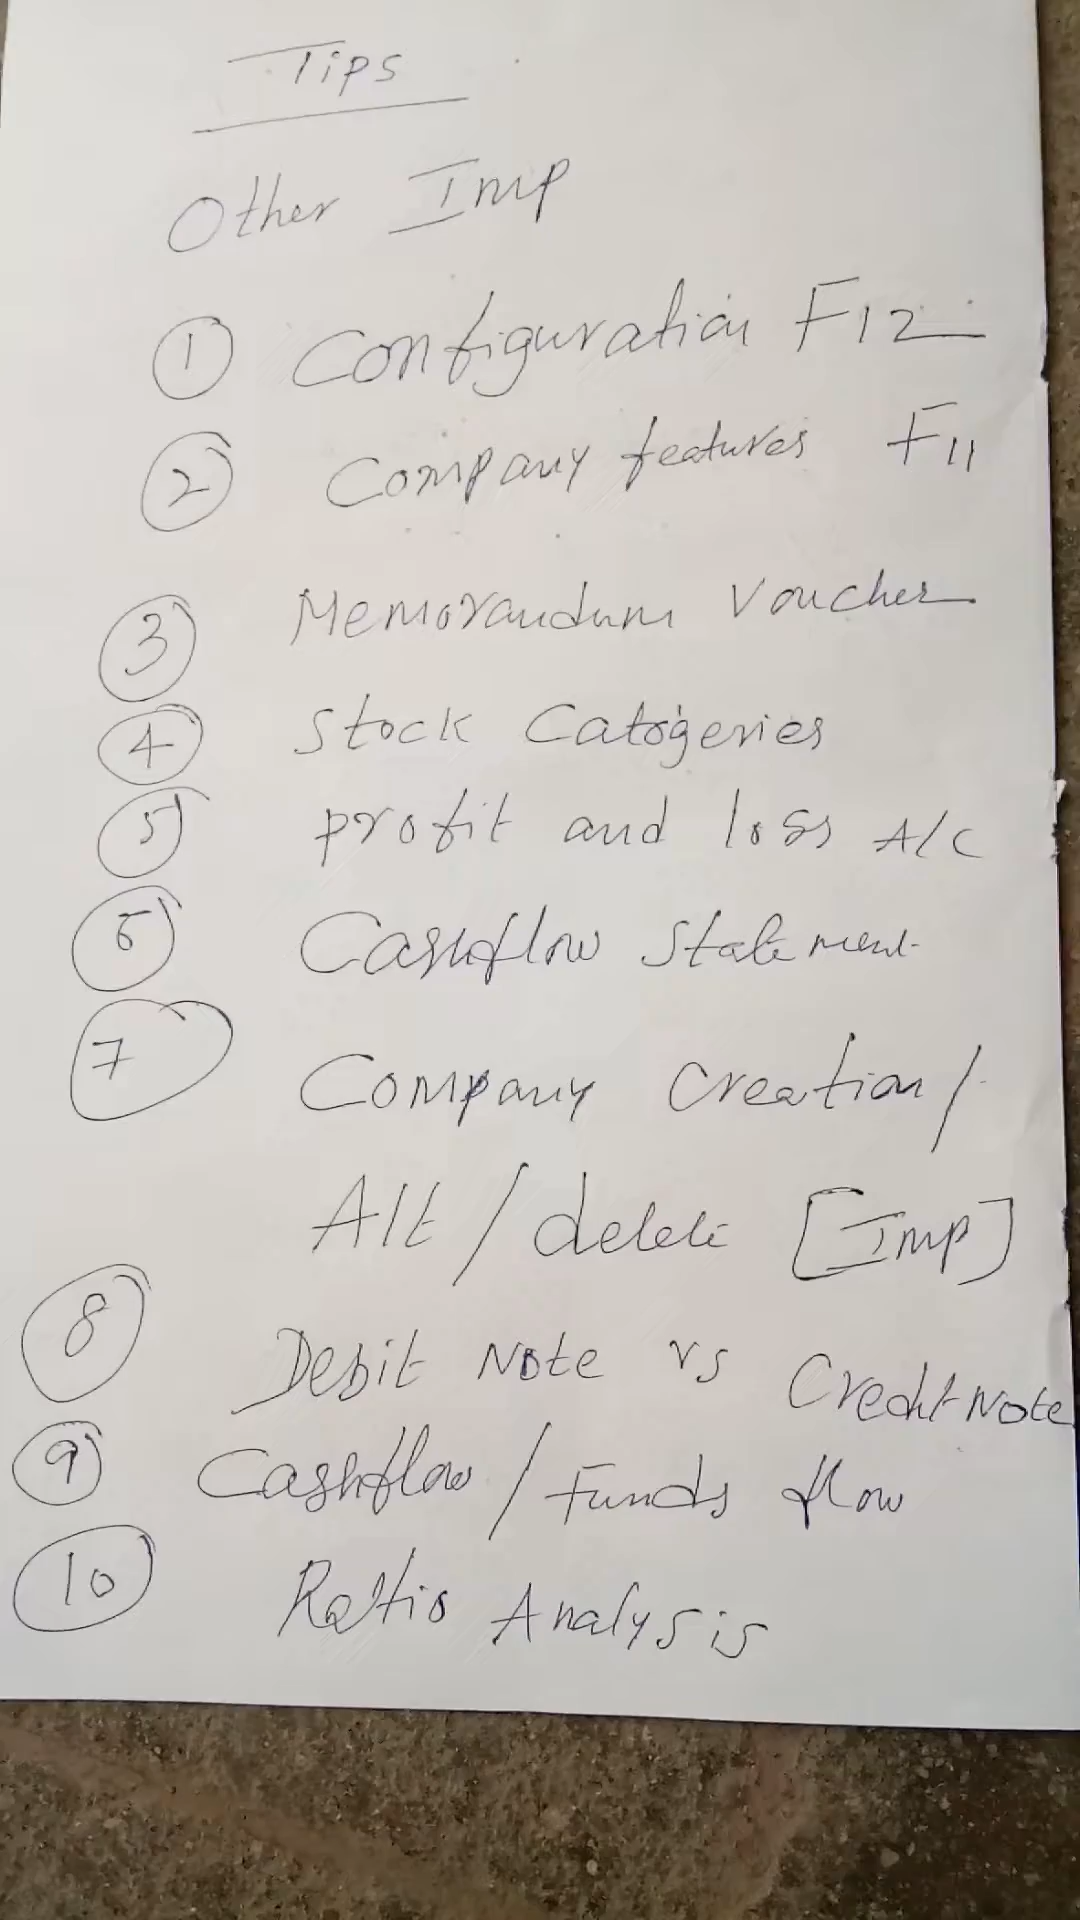 Tips
Other Imp
1 Configuration F12
2 Company features F11
3 Memorandum Voucher
4 Stock Catogeries
5 profit and loss A/C
6 Cashflow Statement
7 Company Creation/
Alt / delete [Imp]
8 Debit Note vs Credit Note
9 Cashflow / Funds flow
10 Ratio Analysis